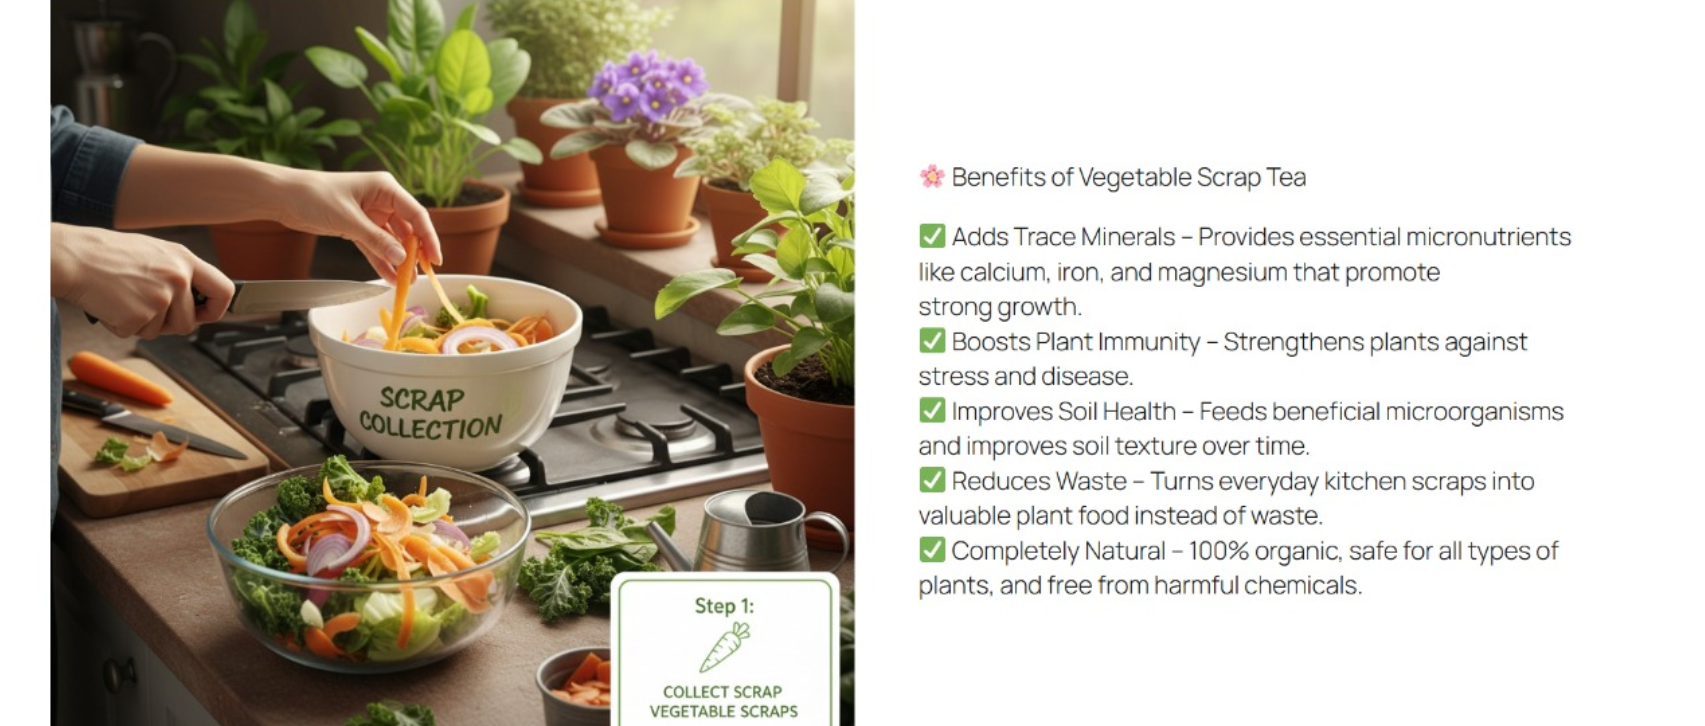 SCRAP
COLLECTION
Step 1:
COLLECT SCRAP
VEGETABLE SCRAPS
🌸 Benefits of Vegetable Scrap Tea
✅ Adds Trace Minerals – Provides essential micronutrients
like calcium, iron, and magnesium that promote
strong growth.
✅ Boosts Plant Immunity – Strengthens plants against
stress and disease.
✅ Improves Soil Health – Feeds beneficial microorganisms
and improves soil texture over time.
✅ Reduces Waste – Turns everyday kitchen scraps into
valuable plant food instead of waste.
✅ Completely Natural – 100% organic, safe for all types of
plants, and free from harmful chemicals.